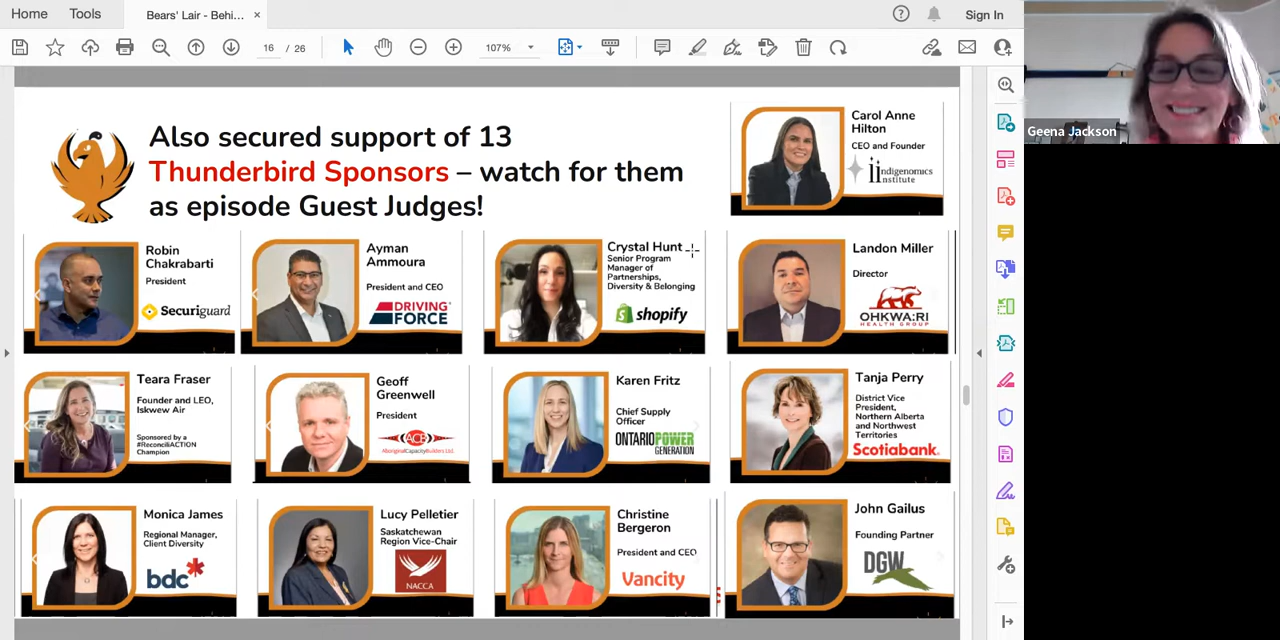 Home
Tools
Bears' Lair - Behi...
Sign In
16 / 26
107%
Geena Jackson
Also secured support of 13
Thunderbird Sponsors – watch for them
as episode Guest Judges!
Carol Anne
Hilton
CEO and Founder
indigenomics
INSTITUTE
Robin
Chakrabarti
President
Securiguard
Ayman
Ammoura
President and CEO
DRIVING
FORCE
Crystal Hunt
Senior Program
Manager of
Partnerships,
Diversity & Belonging
shopify
Landon Miller
Director
OHKWA:RI
HEALTH GROUP
Teara Fraser
Founder and LEO,
Iskwew Air
Sponsored by a
#ReconciliACTION
Champion
Geoff
Greenwell
President
ACB
Aboriginal Capacity Builders Ltd.
Karen Fritz
Chief Supply
Officer
ONTARIOPOWER
GENERATION
Tanja Perry
District Vice
President,
Northern Alberta
and Northwest
Territories
Scotiabank
Monica James
Regional Manager,
Client Diversity
bdc
Lucy Pelletier
Saskatchewan
Region Vice-Chair
NACCA
Christine
Bergeron
President and CEO
Vancity
John Gailus
Founding Partner
DGW